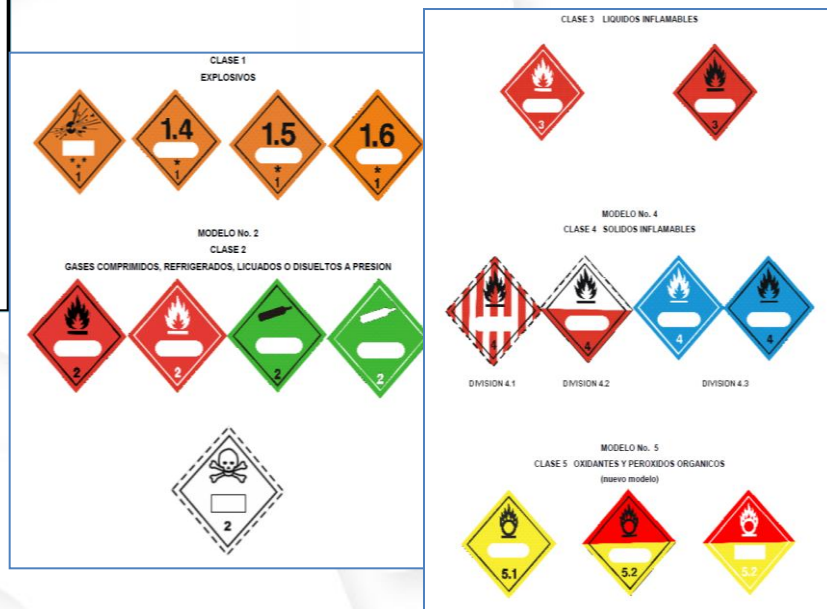 CLASE 1
EXPLOSIVOS
1
1.4
1.5
1.6
*
*
*
* *
*
1
1
1
1
MODELO No. 2
CLASE 2
GASES COMPRIMIDOS, REFRIGERADOS, LICUADOS O DISUELTOS A PRESION
2
2
2
2
2
CLASE 3 LIQUIDOS INFLAMABLES
3
3
MODELO No. 4
CLASE 4 SOLIDOS INFLAMABLES
4
4
4
4
DIVISION 4.1
DIVISION 4.2
DIVISION 4.3
MODELO No. 5
CLASE 5 OXIDANTES Y PEROXIDOS ORGANICOS
(nuevo modelo)
5.1
5.2
5.2